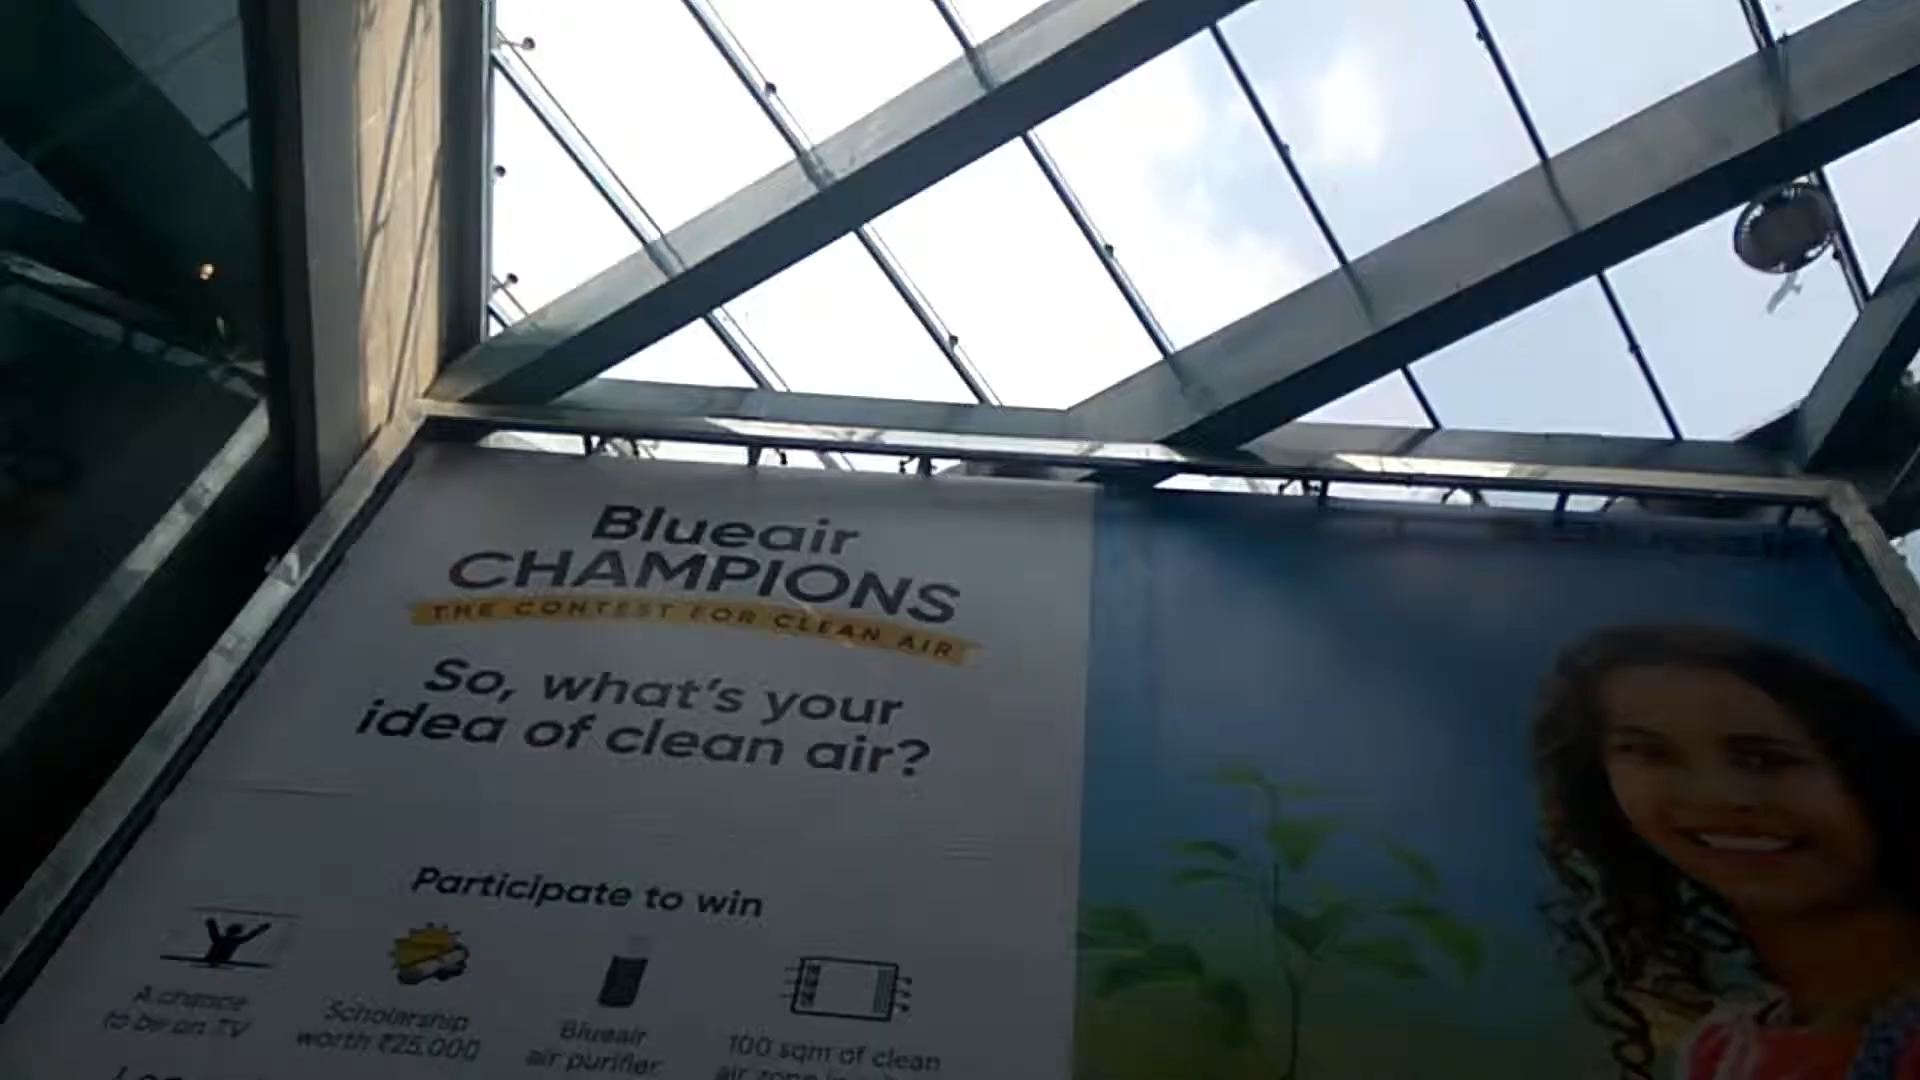 Blueair
CHAMPIONS
THE CONTEST FOR CLEAN AIR
So, what's your
idea of clean air?
Participate to win
A chance
to be on TV
Scholarship
worth ₹25,000
Blueair
air purifier
100 sqm of clean
air zone